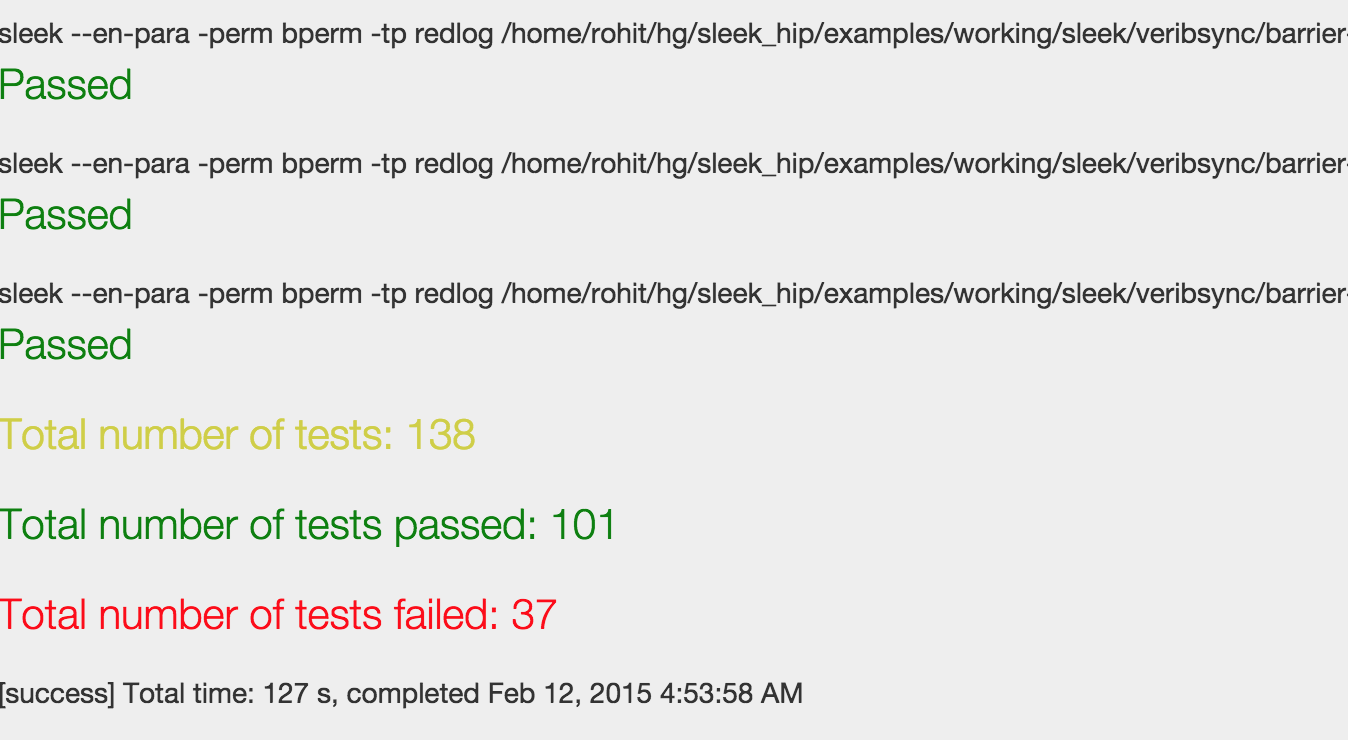 sleek --en-para -perm bperm -tp redlog /home/rohit/hg/sleek_hip/examples/working/sleek/veribsync/barrier-
Passed
sleek --en-para -perm bperm -tp redlog /home/rohit/hg/sleek_hip/examples/working/sleek/veribsync/barrier-
Passed
sleek --en-para -perm bperm -tp redlog /home/rohit/hg/sleek_hip/examples/working/sleek/veribsync/barrier-
Passed
Total number of tests: 138
Total number of tests passed: 101
Total number of tests failed: 37
[success] Total time: 127 s, completed Feb 12, 2015 4:53:58 AM